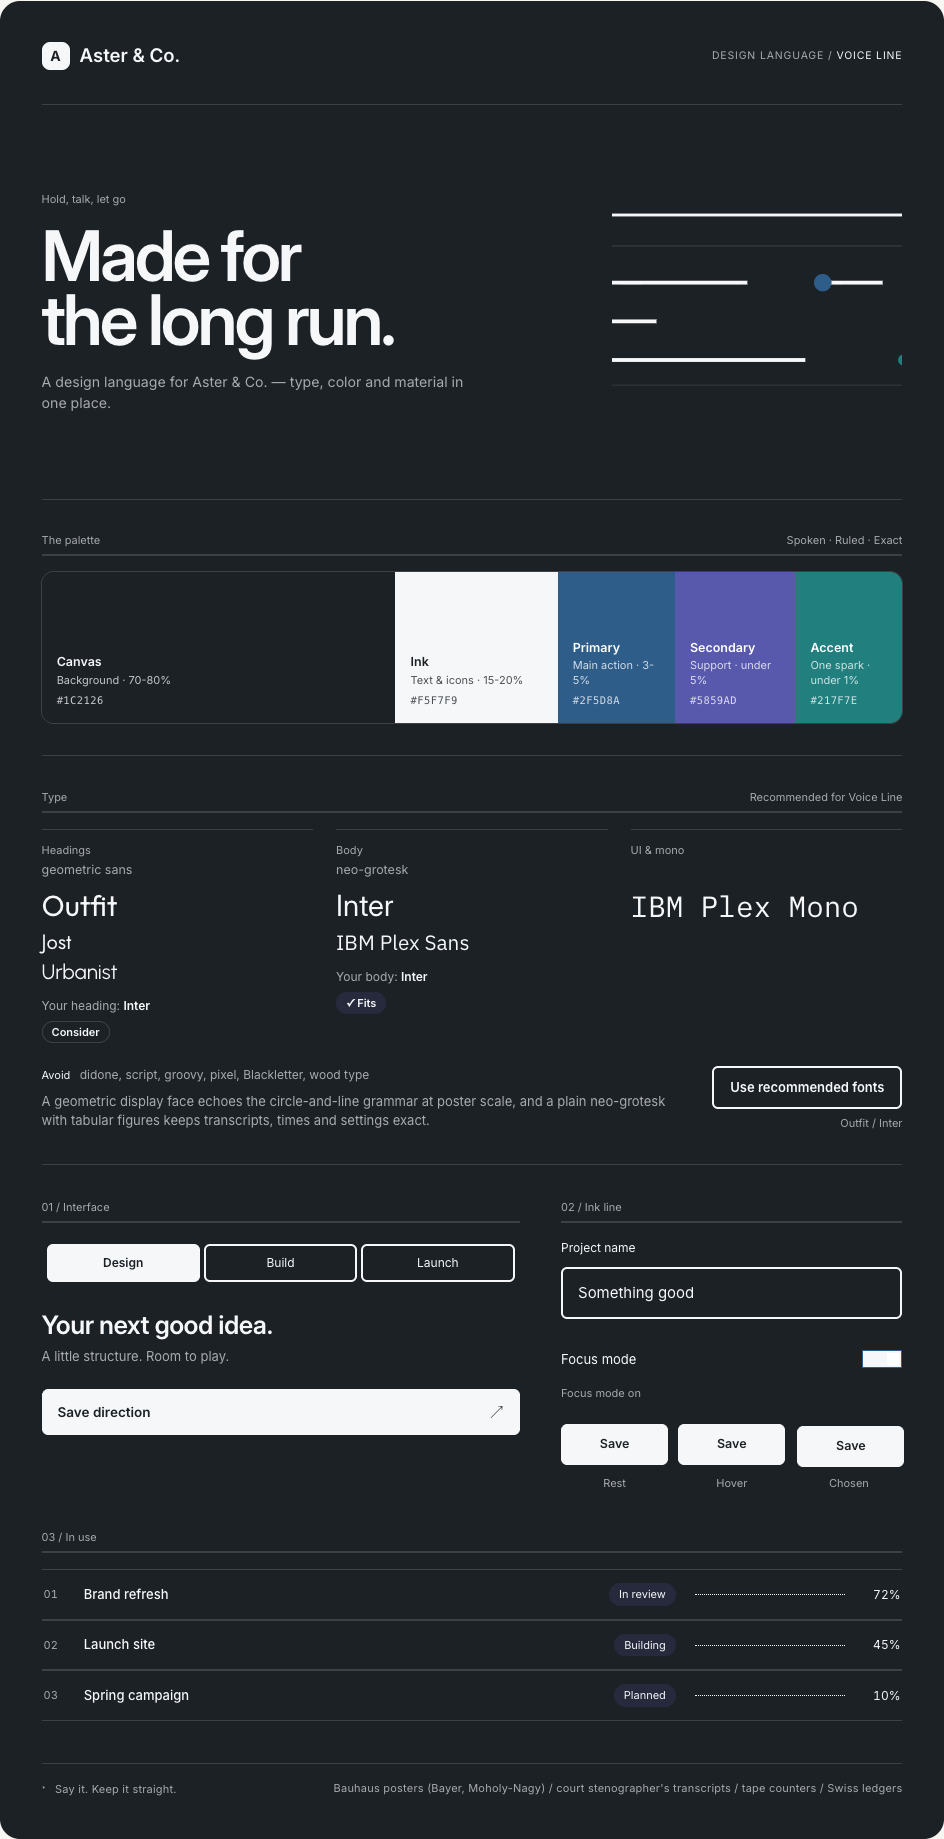 A Aster & Co.
DESIGN LANGUAGE / VOICE LINE
Hold, talk, let go
Made for
the long run.
A design language for Aster & Co. — type, color and material in
one place.
The palette
Spoken · Ruled · Exact
Canvas
Background · 70-80%
#1C2126
Ink
Text & icons · 15-20%
#F5F7F9
Primary
Main action · 3-
5%
#2F5D8A
Secondary
Support · under
5%
#5859AD
Accent
One spark ·
under 1%
#217F7E
Type
Recommended for Voice Line
Headings
geometric sans
Outfit
Jost
Urbanist
Your heading: Inter
Consider
Body
neo-grotesk
Inter
IBM Plex Sans
Your body: Inter
✓ Fits
UI & mono
IBM Plex Mono
Avoid didone, script, groovy, pixel, Blackletter, wood type
A geometric display face echoes the circle-and-line grammar at poster scale, and a plain neo-grotesk
with tabular figures keeps transcripts, times and settings exact.
Use recommended fonts
Outfit / Inter
01 / Interface
Design
Build
Launch
Your next good idea.
A little structure. Room to play.
Save direction ↗
02 / Ink line
Project name
Something good
Focus mode
Focus mode on
Save
Save
Save
Rest
Hover
Chosen
03 / In use
01 Brand refresh In review 72%
02 Launch site Building 45%
03 Spring campaign Planned 10%
Say it. Keep it straight.
Bauhaus posters (Bayer, Moholy-Nagy) / court stenographer's transcripts / tape counters / Swiss ledgers